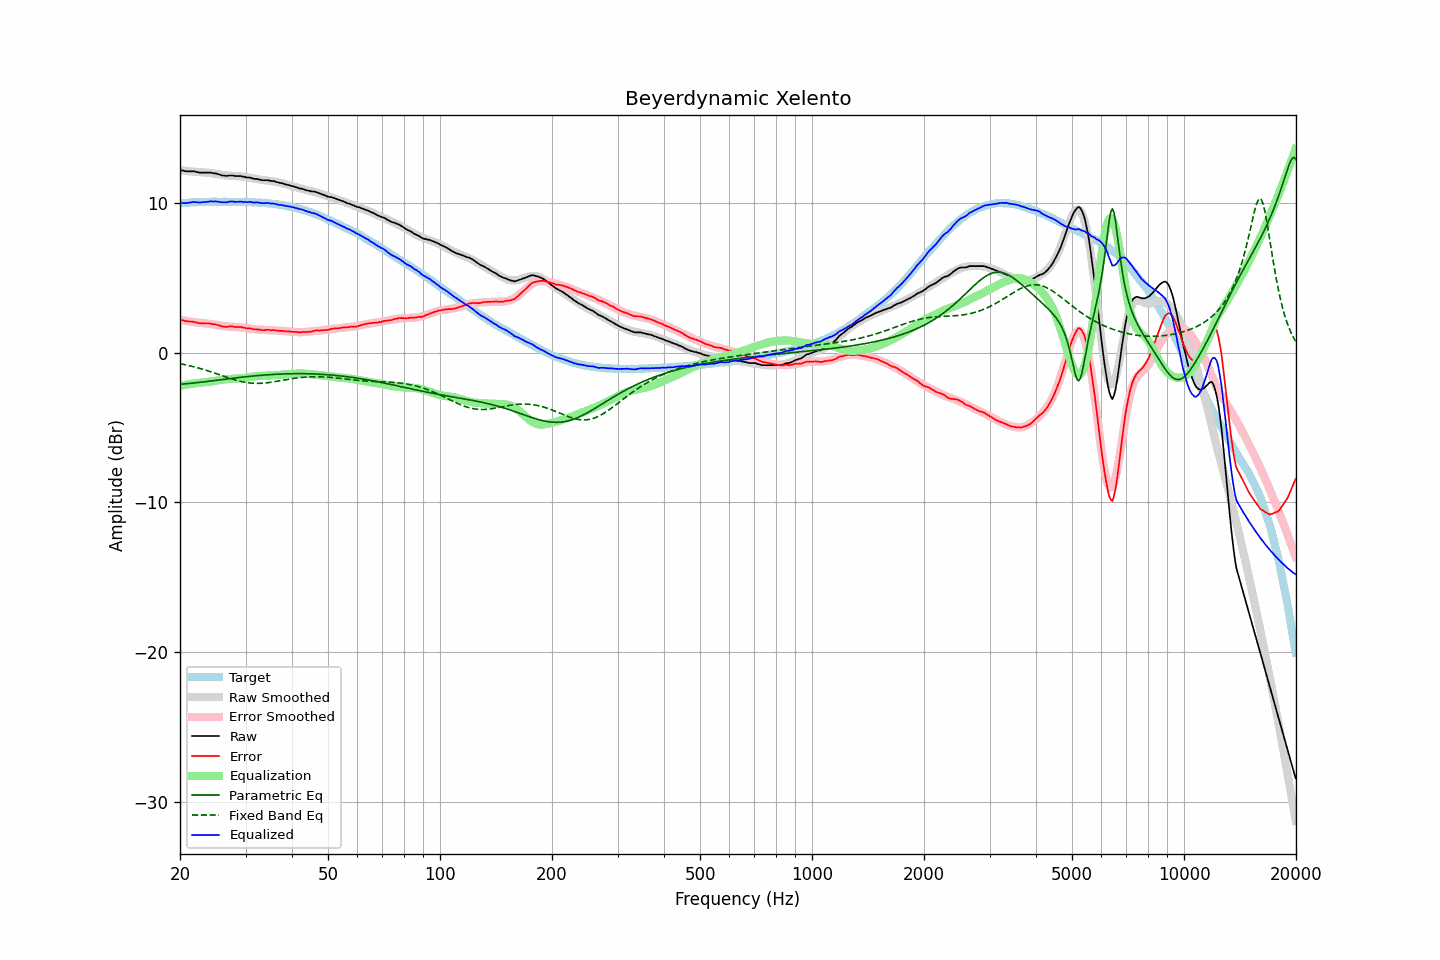 Beyerdynamic Xelento
Amplitude (dBr)
10
0
−10
−20
−30
Target
Raw Smoothed
Error Smoothed
Raw
Error
Equalization
Parametric Eq
Fixed Band Eq
Equalized
20 50 100 200 500 1000 2000 5000 10000 20000
Frequency (Hz)